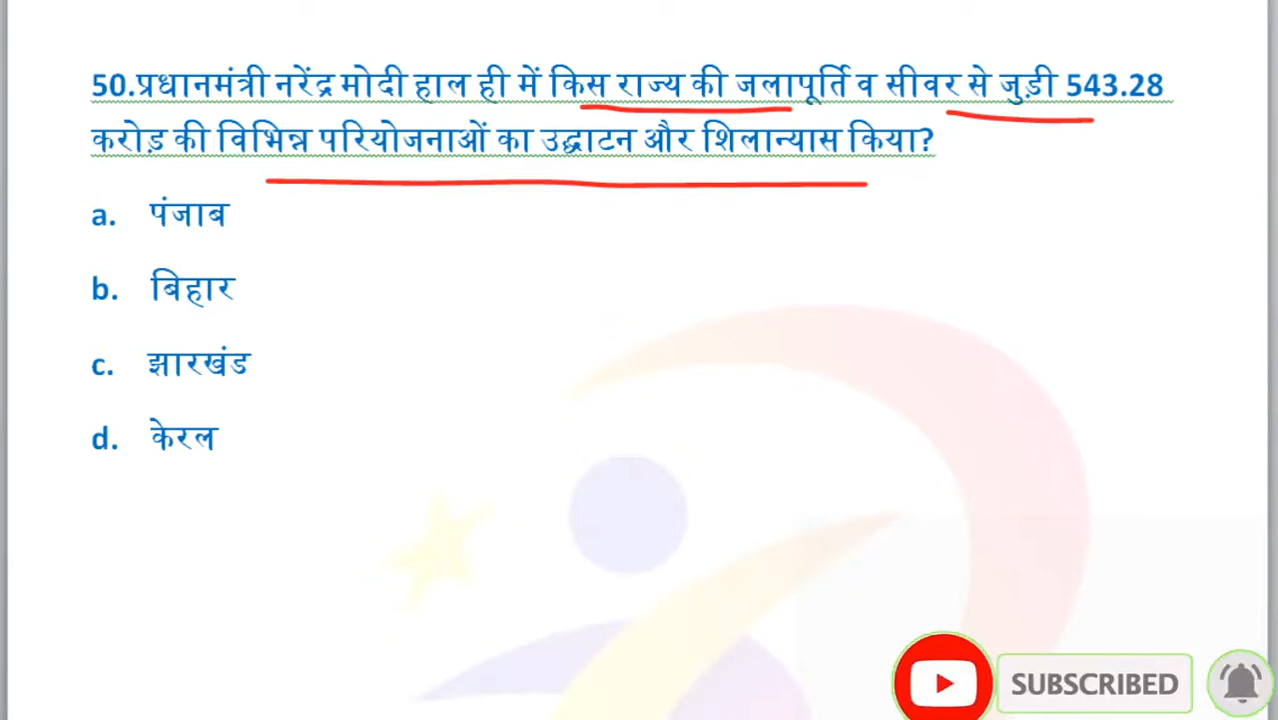 50.प्रधानमंत्री नरेंद्र मोदी हाल ही में किस राज्य की जलापूर्ति व सीवर से जुड़ी 543.28
करोड़ की विभिन्न परियोजनाओं का उद्घाटन और शिलान्यास किया?
a. पंजाब
b. बिहार
c. झारखंड
d. केरल
SUBSCRIBED